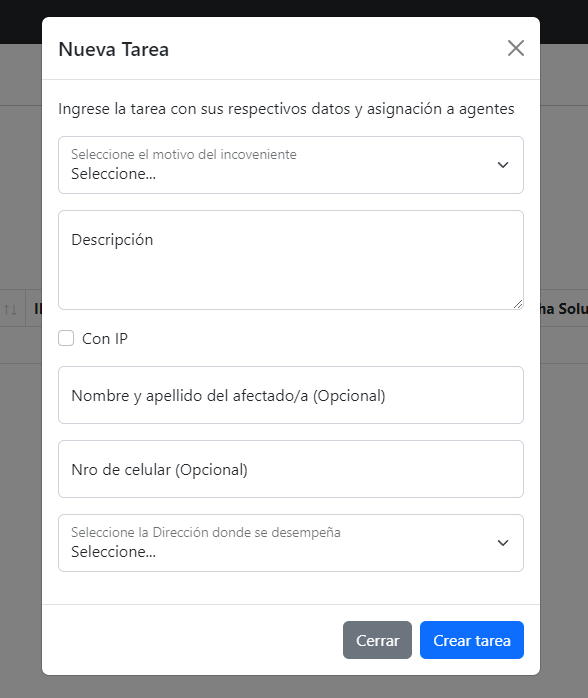 Nueva Tarea
Ingrese la tarea con sus respectivos datos y asignación a agentes
Seleccione el motivo del incoveniente
Seleccione...
Descripción
ha Solu
Con IP
Nombre y apellido del afectado/a (Opcional)
Nro de celular (Opcional)
Seleccione la Dirección donde se desempeña
Seleccione...
Cerrar
Crear tarea